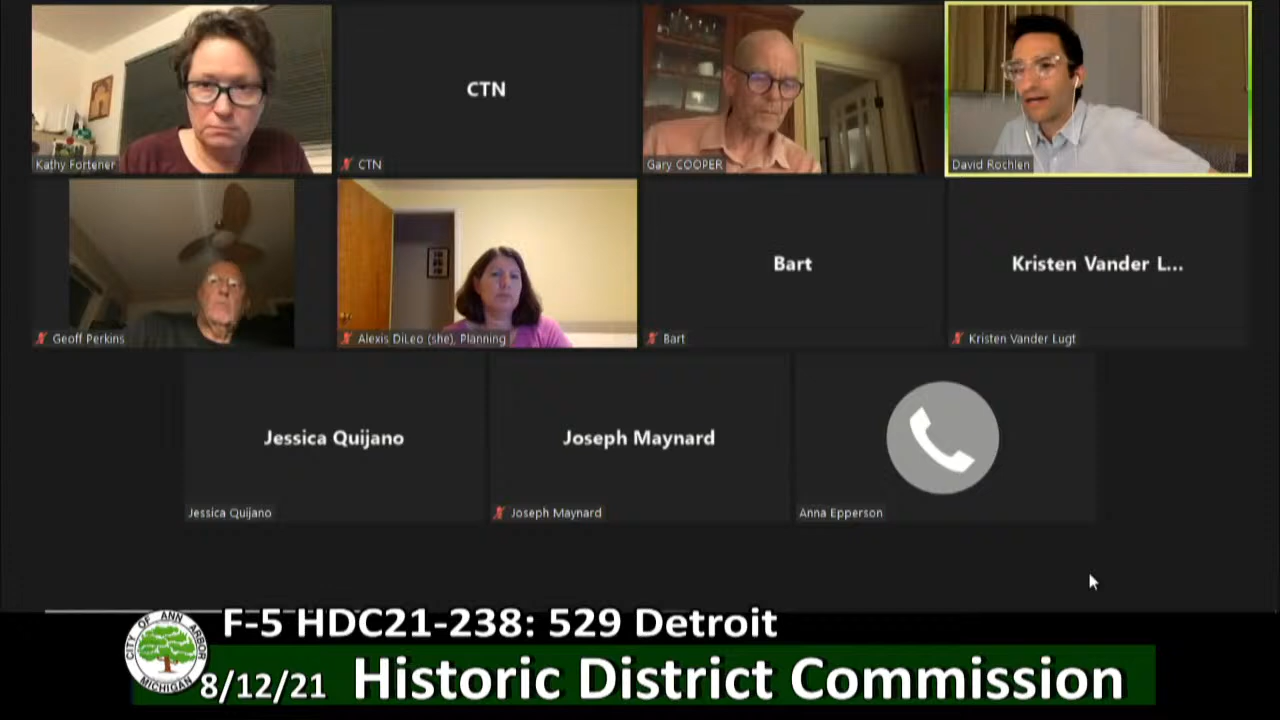 Kathy Fortener
CTN
CTN
Gary COOPER
David Rochlen
Geoff Perkins
Alexis DiLeo (she), Planning
Bart
Bart
Kristen Vander L...
Kristen Vander Lugt
Jessica Quijano
Jessica Quijano
Joseph Maynard
Joseph Maynard
Anna Epperson
F-5 HDC21-238: 529 Detroit
CITY OF ANN ARBOR
MICHIGAN
8/12/21 Historic District Commission